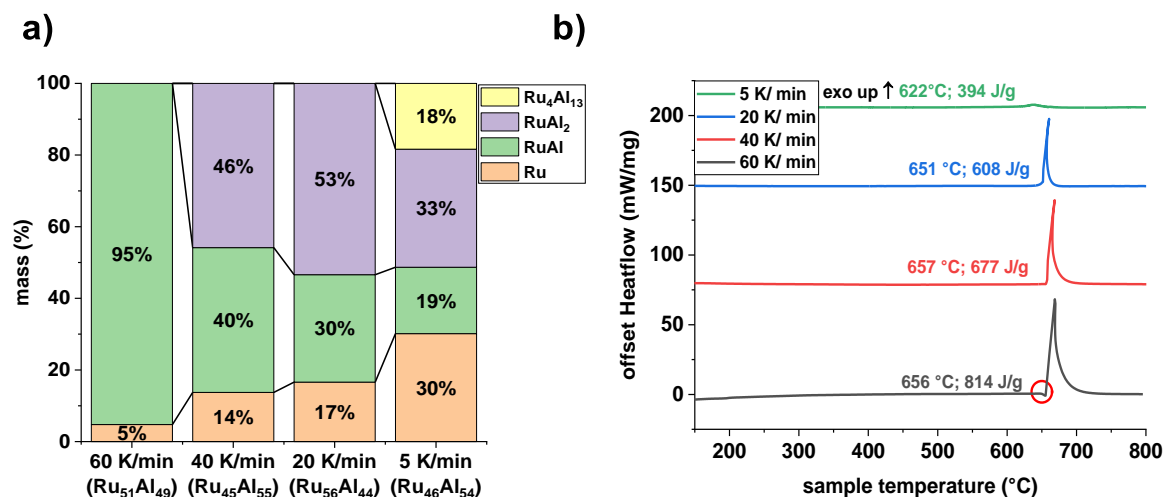 a)
mass (%)
100
80
60
40
20
0
Ru₄Al₁₃
RuAl₂
RuAl
Ru
95%
5%
46%
40%
14%
53%
30%
17%
18%
33%
19%
30%
60 K/min 40 K/min 20 K/min 5 K/min
(Ru₅₁Al₄₉) (Ru₄₅Al₅₅) (Ru₅₆Al₄₄) (Ru₄₆Al₅₄)
b)
offset Heatflow (mW/mg)
200
150
100
50
0
5 K/ min
20 K/ min
40 K/ min
60 K/ min
exo up ↑ 622°C; 394 J/g
651 °C; 608 J/g
657 °C; 677 J/g
656 °C; 814 J/g
200 300 400 500 600 700 800
sample temperature (°C)